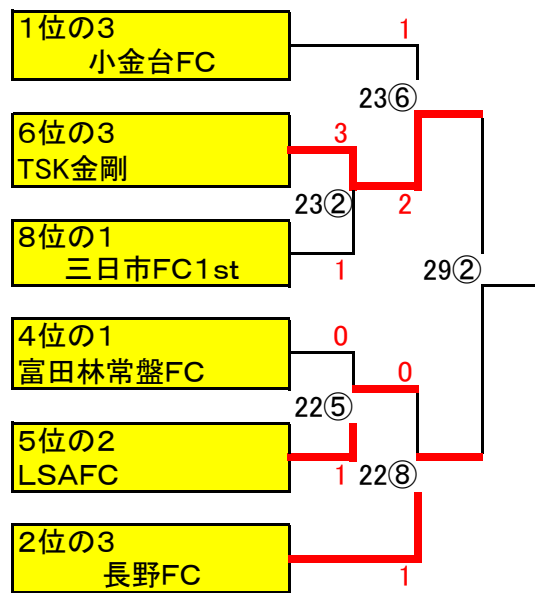 1位の3
小金台FC
1
23⑥
6位の3
TSK金剛
3
23②
2
8位の1
三日市FC1st
1
29②
4位の1
富田林常盤FC
0
0
22⑤
5位の2
LSAFC
1
22⑧
2位の3
長野FC
1